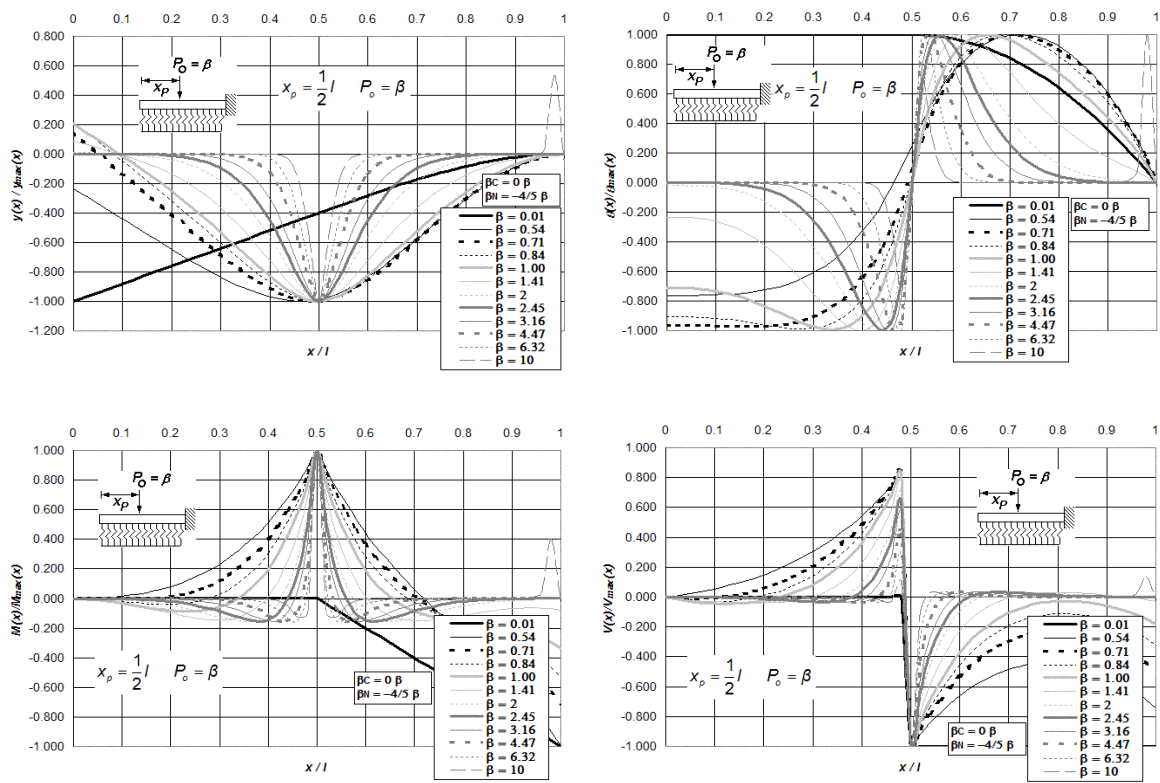 0 0.1 0.2 0.3 0.4 0.5 0.6 0.7 0.8 0.9 1
0.800
0.600
0.400
0.200
0.000
-0.200
-0.400
-0.600
-0.800
-1.000
-1.200
y(x) / ymax(x)
Po = β
xp
xp = 1/2 l Po = β
βC = 0 β
βN = −4/5 β
β = 0.01
β = 0.54
β = 0.71
β = 0.84
β = 1.00
β = 1.41
β = 2
β = 2.45
β = 3.16
β = 4.47
β = 6.32
β = 10
x / l
0 0.1 0.2 0.3 0.4 0.5 0.6 0.7 0.8 0.9 1
1.000
0.800
0.600
0.400
0.200
0.000
-0.200
-0.400
-0.600
-0.800
-1.000
Po = β
xp
xp = 1/2 l Po = β
βC = 0 β
βN = −4/5 β
β = 0.01
β = 0.54
β = 0.71
β = 0.84
β = 1.00
β = 1.41
β = 2
β = 2.45
β = 3.16
β = 4.47
β = 6.32
β = 10
x / l
0 0.1 0.2 0.3 0.4 0.5 0.6 0.7 0.8 0.9 1
1.000
0.800
0.600
0.400
0.200
0.000
-0.200
-0.400
-0.600
-0.800
-1.000
M(x)/Mmax(x)
Po = β
xp
xp = 1/2 l Po = β
βC = 0 β
βN = −4/5 β
β = 0.01
β = 0.54
β = 0.71
β = 0.84
β = 1.00
β = 1.41
β = 2
β = 2.45
β = 3.16
β = 4.47
β = 6.32
β = 10
x / l
0 0.1 0.2 0.3 0.4 0.5 0.6 0.7 0.8 0.9 1
1.000
0.800
0.600
0.400
0.200
0.000
-0.200
-0.400
-0.600
-0.800
-1.000
V(x)/Vmax(x)
Po = β
xp
xp = 1/2 l Po = β
βC = 0 β
βN = −4/5 β
β = 0.01
β = 0.54
β = 0.71
β = 0.84
β = 1.00
β = 1.41
β = 2
β = 2.45
β = 3.16
β = 4.47
β = 6.32
β = 10
x / l